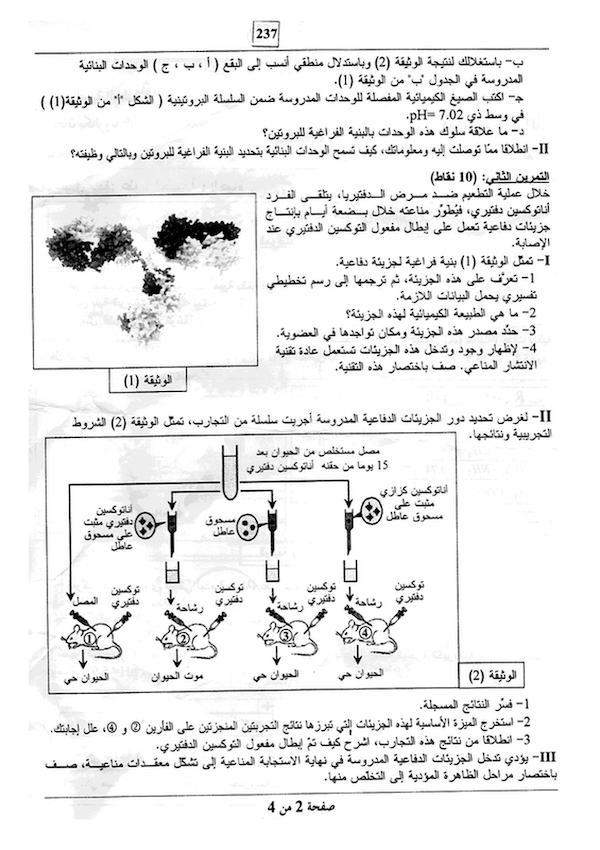 237
ب- باستغلالك لنتيجة الوثيقة (2) وباستدلال منطقي أنسب إلى البقع ( أ ، ب ، ج ) الوحدات البنائية
المدروسة في الجدول "ب" من الوثيقة (1).
جـ- اكتب الصيغ الكيميائية المفصلة للوحدات المدروسة ضمن السلسلة البروتينية ( الشكل "أ" من الوثيقة(1) )
في وسط ذي pH= 7.02.
د- ما علاقة سلوك هذه الوحدات بالبنية الفراغية للبروتين؟
II- انطلاقا ممّا توصلت إليه ومعلوماتك، كيف تسمح الوحدات البنائية بتحديد البنية الفراغية للبروتين وبالتالي وظيفته؟
التمرين الثاني: (10 نقاط)
خلال عملية التطعيم ضد مرض الدفتيريا، يتلقى الفرد
أناتوكسين دفتيري، فيُطوِّر مناعته خلال بضعة أيام بإنتاج
جزيئات دفاعية تعمل على إبطال مفعول التوكسين الدفتيري عند
الإصابة.
I- تمثل الوثيقة (1) بنية فراغية لجزيئة دفاعية.
1- تعرّف على هذه الجزيئة، ثم ترجمها إلى رسم تخطيطي
تفسيري يحمل البيانات اللازمة.
2- ما هي الطبيعة الكيميائية لهذه الجزيئة؟
3- حدّد مصدر هذه الجزيئة ومكان تواجدها في العضوية.
4- لإظهار وجود وتدخل هذه الجزيئات تستعمل عادة تقنية
الانتشار المناعي. صف باختصار هذه التقنية.
الوثيقة (1)
II- لغرض تحديد دور الجزيئات الدفاعية المدروسة أجريت سلسلة من التجارب، تمثل الوثيقة (2) الشروط
التجريبية ونتائجها.
مصل مستخلص من الحيوان بعد
15 يوما من حقنه أناتوكسين دفتيري
أناتوكسين
دفتيري مثبت
على مسحوق
عاطل
مسحوق
عاطل
أناتوكسين كزازي
مثبت على
مسحوق عاطل
المصل
توكسين
دفتيري
رشاحة
توكسين
دفتيري
رشاحة
توكسين
دفتيري
رشاحة
توكسين
دفتيري
①
②
③
④
الحيوان حي
موت الحيوان
الحيوان حي
الحيوان حي
الوثيقة (2)
1- فسِّر النتائج المسجلة.
2- استخرج الميزة الأساسية لهذه الجزيئات التي تبرزها نتائج التجربتين المنجزتين على الفأرين ② و ④، علل إجابتك.
3- انطلاقا من نتائج هذه التجارب، اشرح كيف تمّ إبطال مفعول التوكسين الدفتيري.
III- يؤدي تدخل الجزيئات الدفاعية المدروسة في نهاية الاستجابة المناعية إلى تشكل معقدات مناعية، صف
باختصار مراحل الظاهرة المؤدية إلى التخلص منها.
صفحة 2 من 4